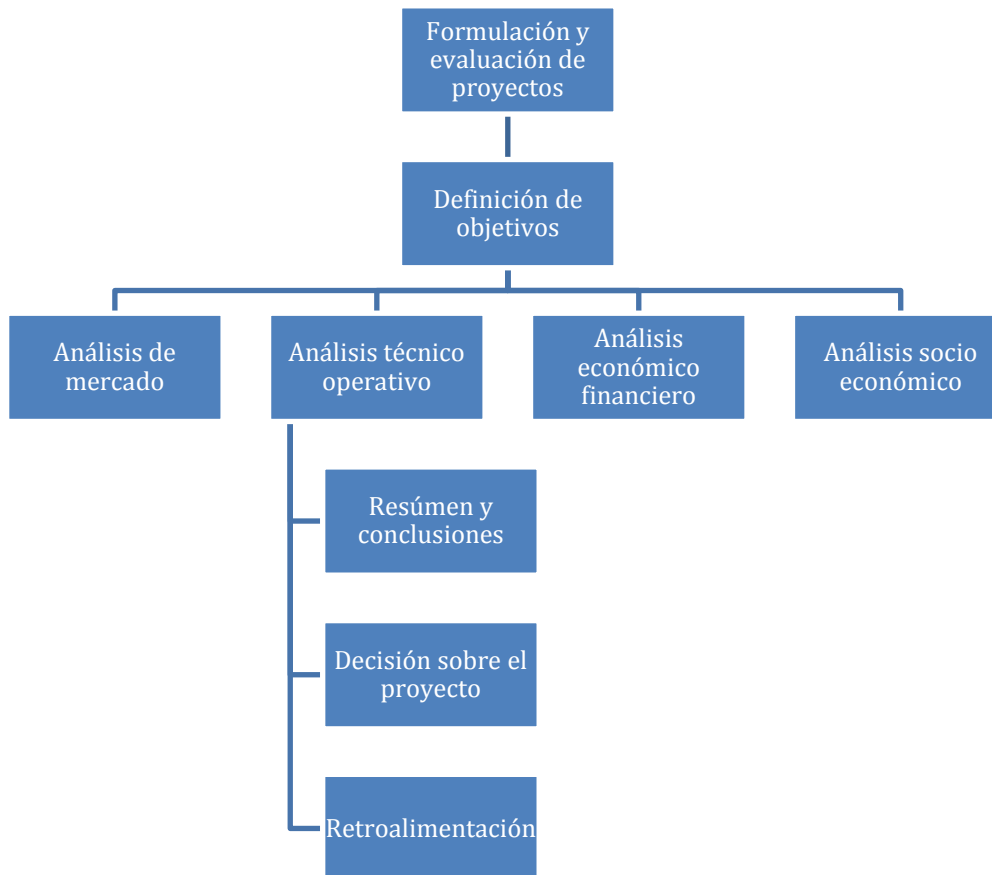 Formulación y
evaluación de
proyectos
Definición de
objetivos
Análisis de
mercado
Análisis técnico
operativo
Análisis
económico
financiero
Análisis socio
económico
Resúmen y
conclusiones
Decisión sobre el
proyecto
Retroalimentación